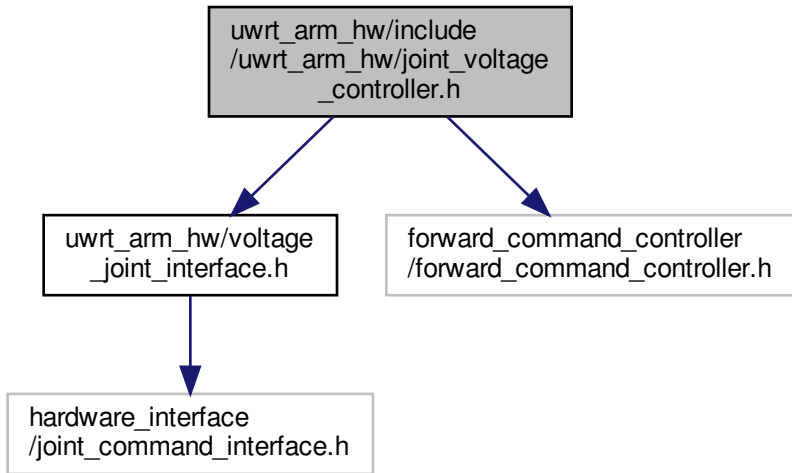 uwrt_arm_hw/include
/uwrt_arm_hw/joint_voltage
_controller.h
uwrt_arm_hw/voltage
_joint_interface.h
forward_command_controller
/forward_command_controller.h
hardware_interface
/joint_command_interface.h